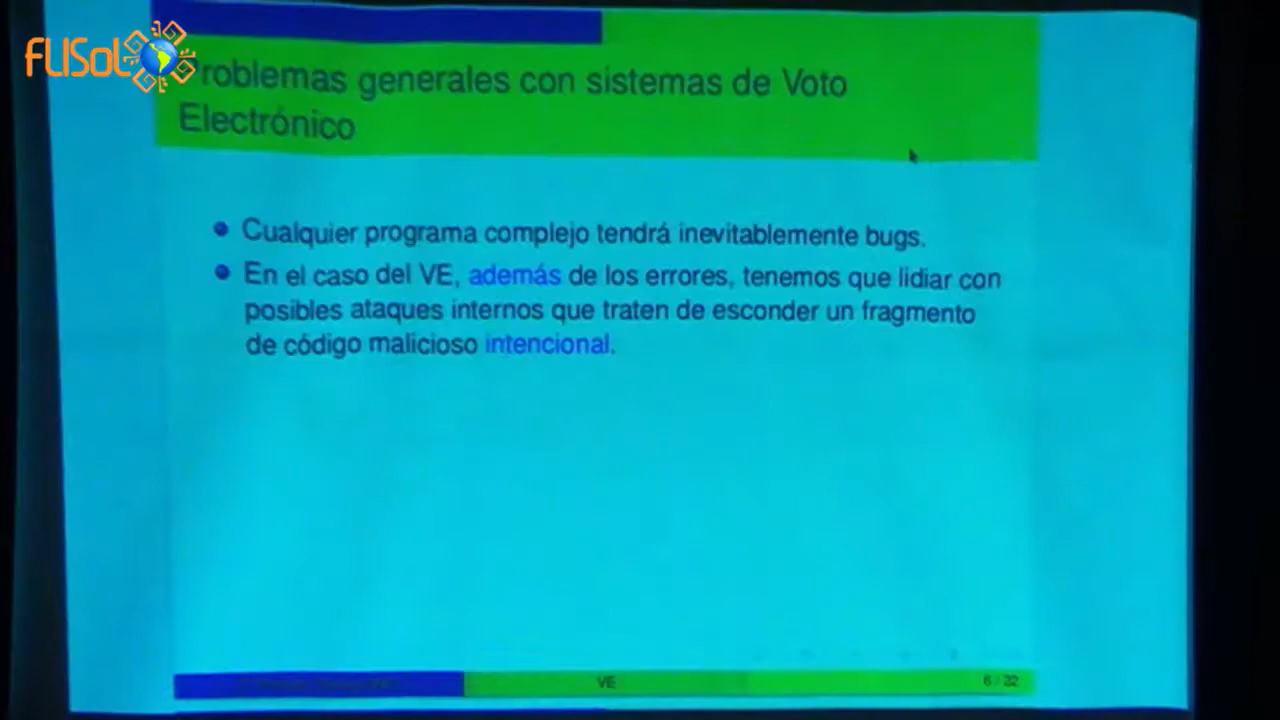 FLISoL
Problemas generales con sistemas de Voto
Electrónico
Cualquier programa complejo tendrá inevitablemente bugs.
En el caso del VE, además de los errores, tenemos que lidiar con
posibles ataques internos que traten de esconder un fragmento
de código malicioso intencional.
VE
6 / 22